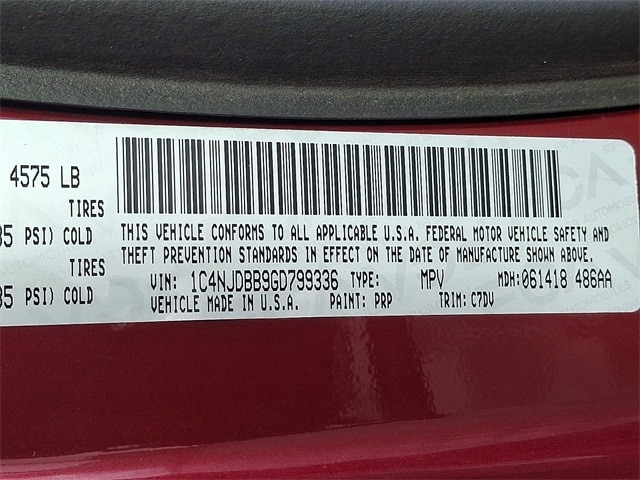 4575 LB
TIRES
35 PSI) COLD
TIRES
35 PSI) COLD
THIS VEHICLE CONFORMS TO ALL APPLICABLE U.S.A. FEDERAL MOTOR VEHICLE SAFETY AND
THEFT PREVENTION STANDARDS IN EFFECT ON THE DATE OF MANUFACTURE SHOWN ABOVE.
VIN: 1C4NJDBB9GD799336 TYPE: MPV MDH: 061418 486AA
VEHICLE MADE IN U.S.A. PAINT: PRP TRIM: C7DV